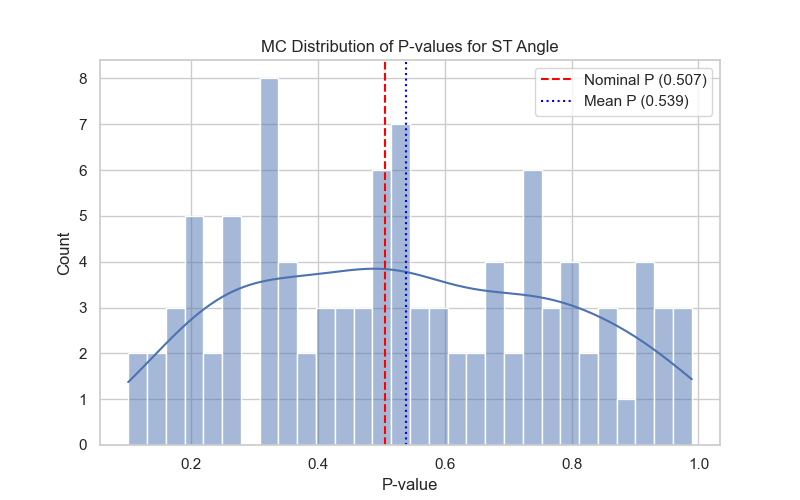 MC Distribution of P-values for ST Angle
Nominal P (0.507)
Mean P (0.539)
Count
8
7
6
5
4
3
2
1
0
0.2 0.4 0.6 0.8 1.0
P-value